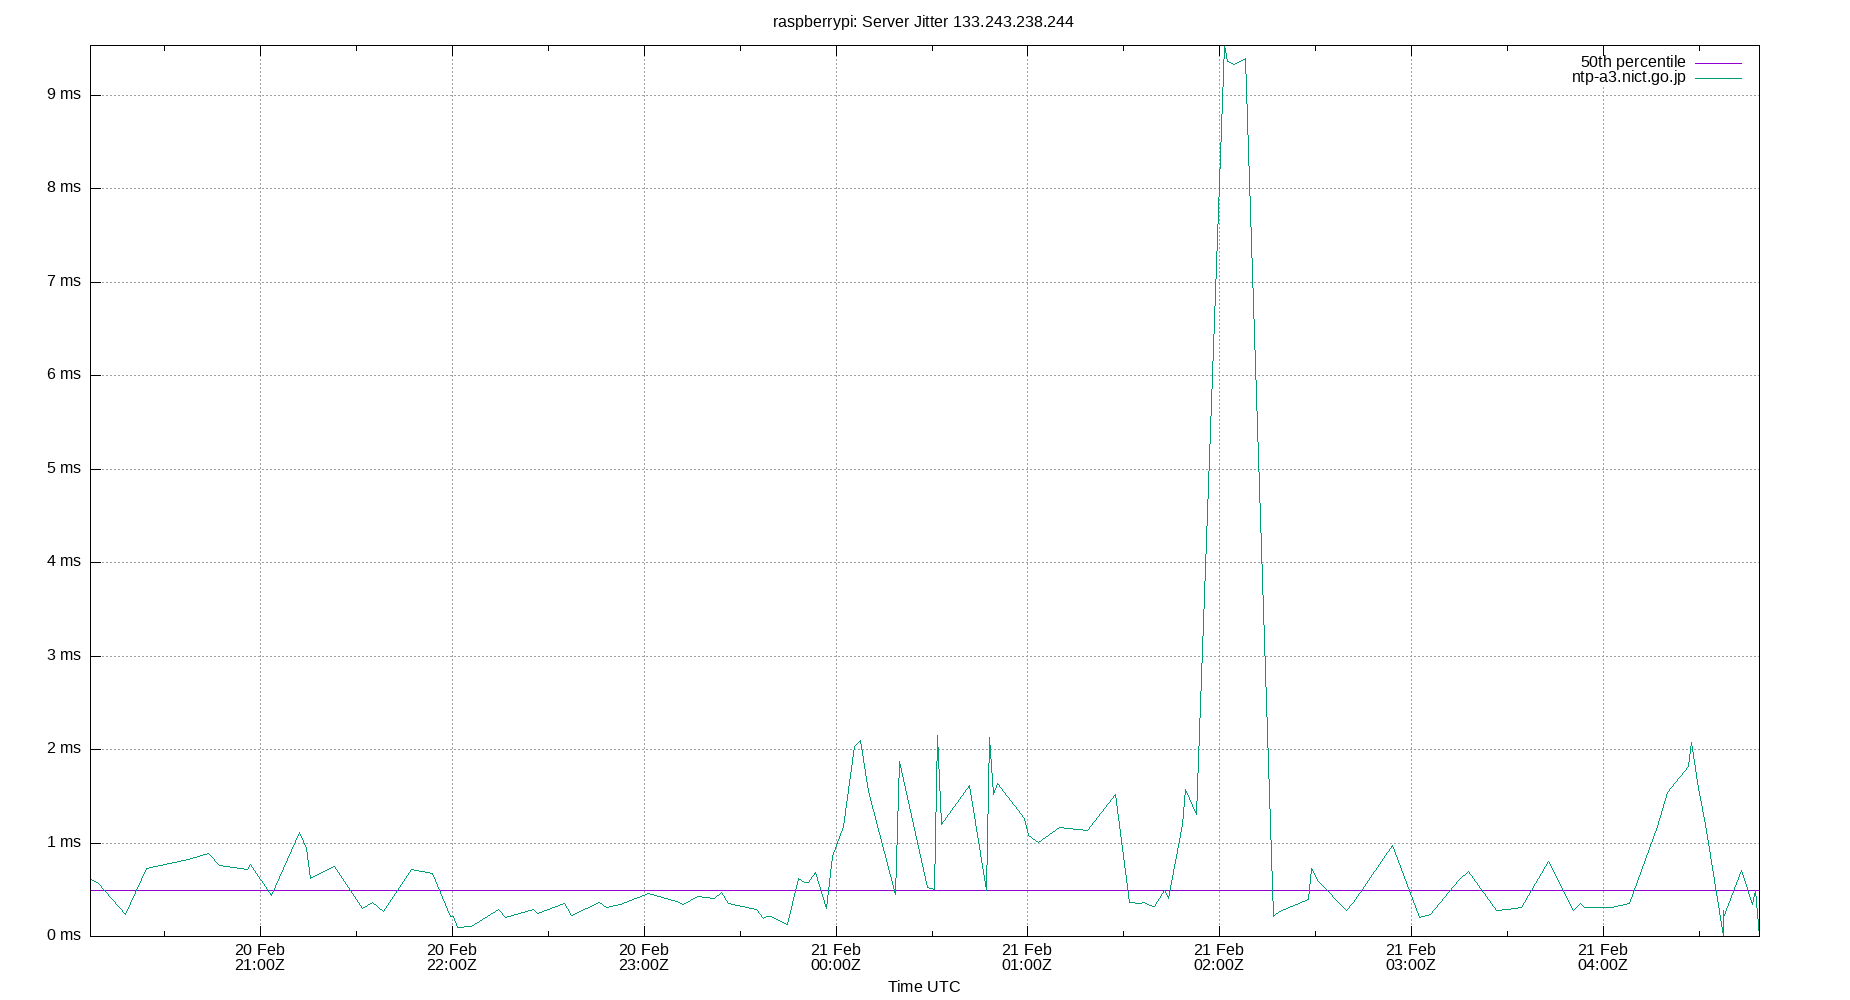 raspberrypi: Server Jitter 133.243.238.244
50th percentile
ntp-a3.nict.go.jp
9 ms
8 ms
7 ms
6 ms
5 ms
4 ms
3 ms
2 ms
1 ms
0 ms
20 Feb 20 Feb 20 Feb 21 Feb 21 Feb 21 Feb 21 Feb 21 Feb
21:00Z 22:00Z 23:00Z 00:00Z 01:00Z 02:00Z 03:00Z 04:00Z
Time UTC